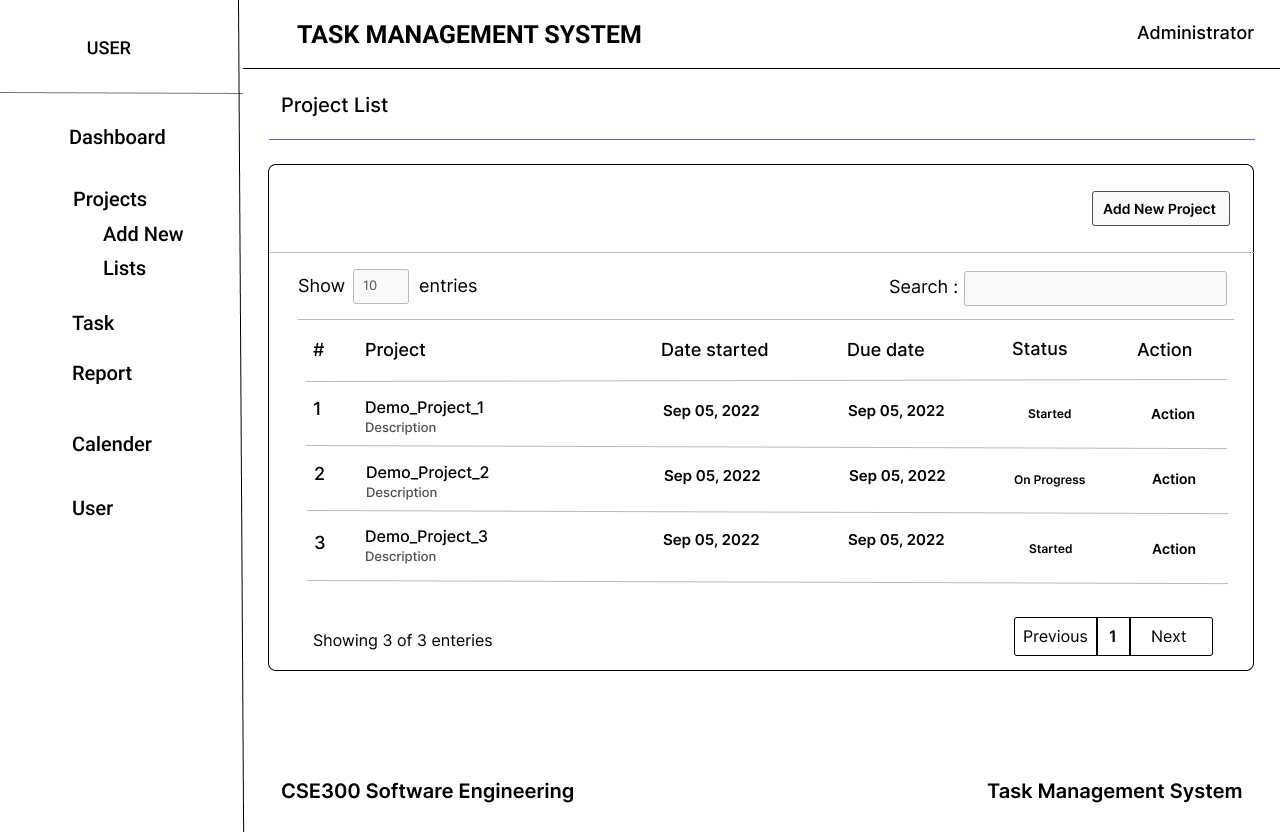 USER
TASK MANAGEMENT SYSTEM
Administrator
Dashboard
Projects
Add New
Lists
Task
Report
Calender
User
Project List
Add New Project
Show 10 entries
Search :
# Project Date started Due date Status Action
1 Demo_Project_1 Sep 05, 2022 Sep 05, 2022 Started Action
Description
2 Demo_Project_2 Sep 05, 2022 Sep 05, 2022 On Progress Action
Description
3 Demo_Project_3 Sep 05, 2022 Sep 05, 2022 Started Action
Description
Showing 3 of 3 enteries
Previous 1 Next
CSE300 Software Engineering
Task Management System